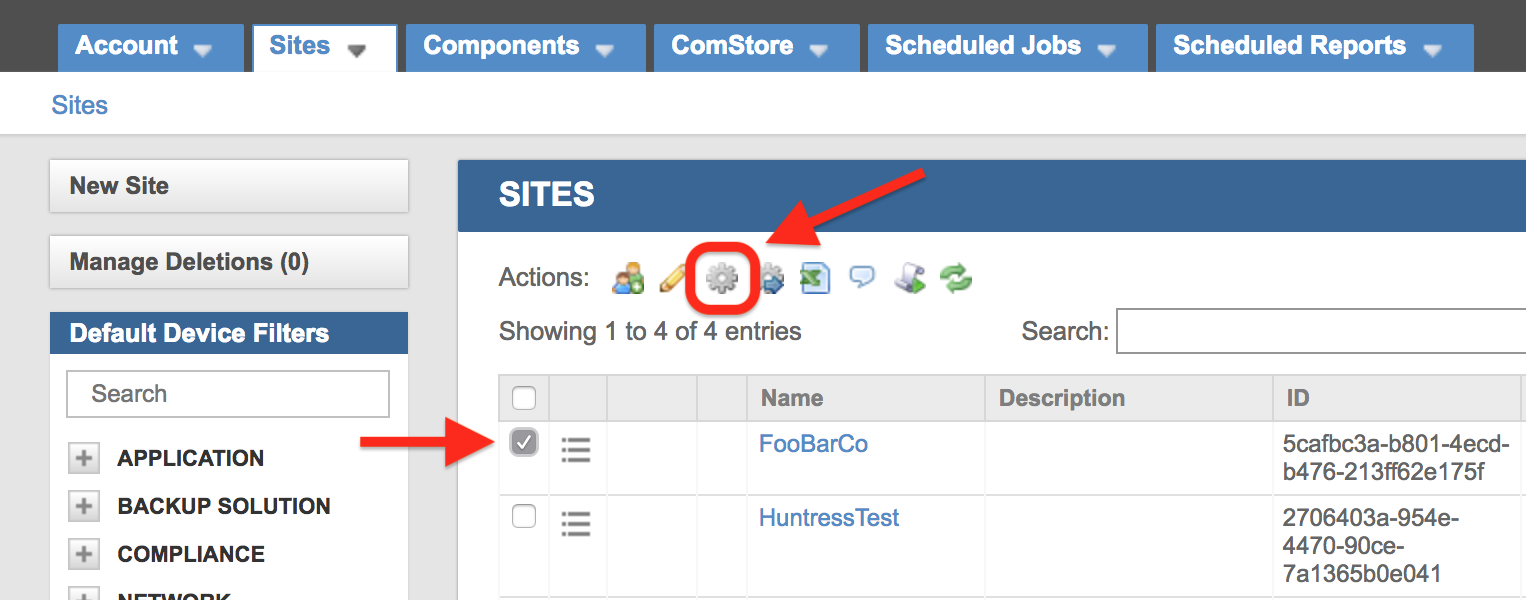 Account Sites Components ComStore Scheduled Jobs Scheduled Reports
Sites
New Site
Manage Deletions (0)
Default Device Filters
Search
APPLICATION
BACKUP SOLUTION
COMPLIANCE
NETWORK
SITES
Actions:
Showing 1 to 4 of 4 entries
Search:
Name Description ID
FooBarCo 5cafbc3a-b801-4ecd-
b476-213ff62e175f
HuntressTest 2706403a-954e-
4470-90ce-
7a1365b0e041